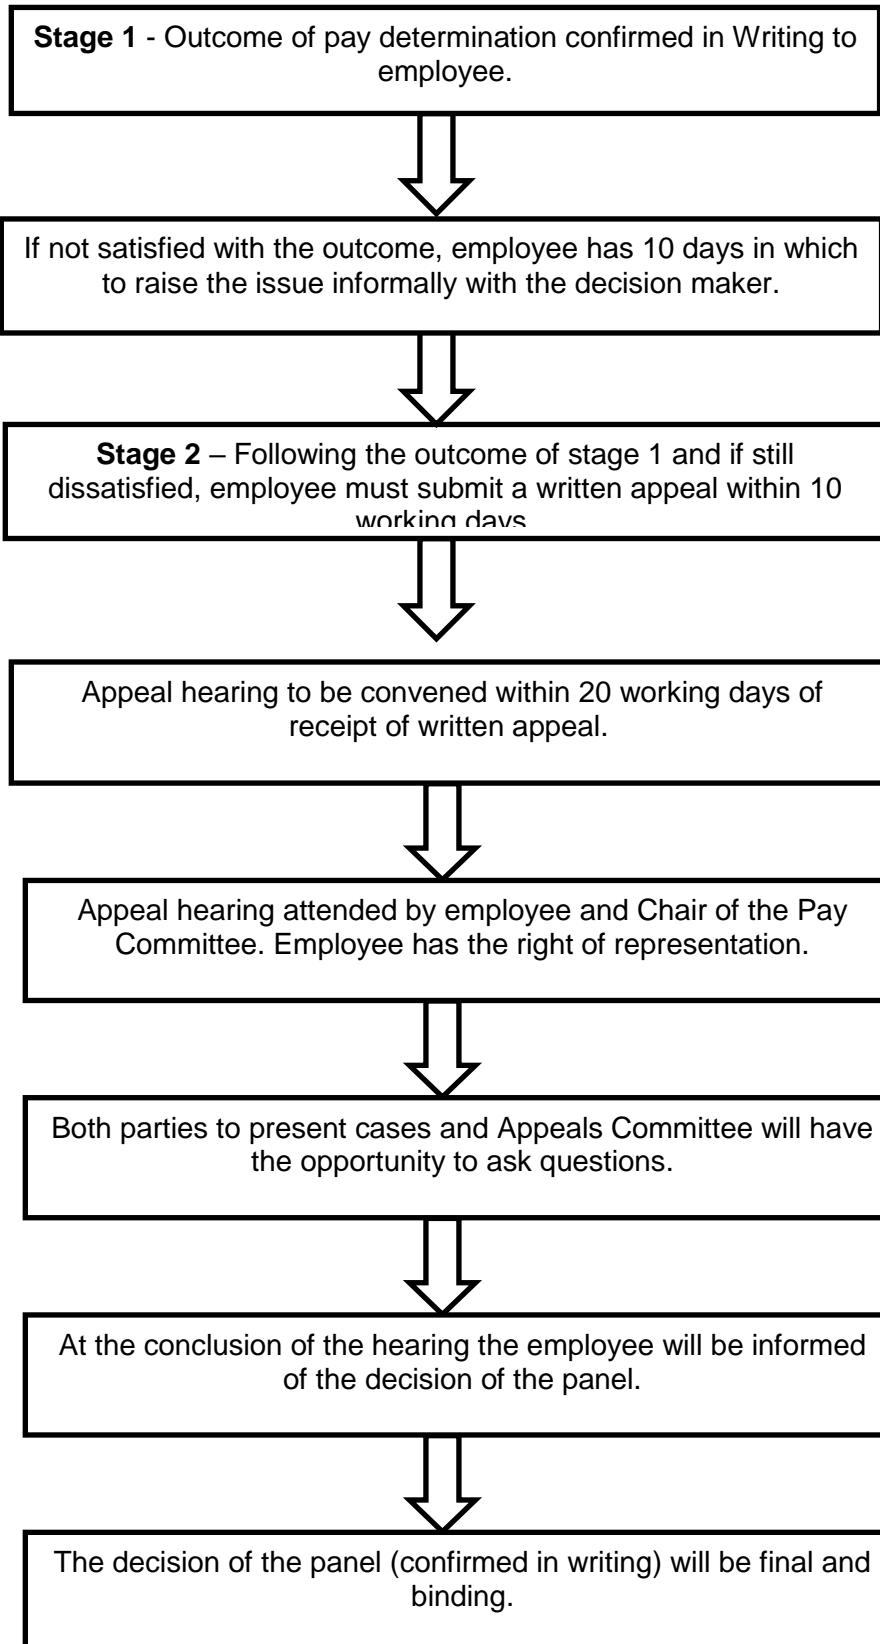 Stage 1 - Outcome of pay determination confirmed in Writing to
employee.
If not satisfied with the outcome, employee has 10 days in which
to raise the issue informally with the decision maker.
Stage 2 – Following the outcome of stage 1 and if still
dissatisfied, employee must submit a written appeal within 10
working days
Appeal hearing to be convened within 20 working days of
receipt of written appeal.
Appeal hearing attended by employee and Chair of the Pay
Committee. Employee has the right of representation.
Both parties to present cases and Appeals Committee will have
the opportunity to ask questions.
At the conclusion of the hearing the employee will be informed
of the decision of the panel.
The decision of the panel (confirmed in writing) will be final and
binding.